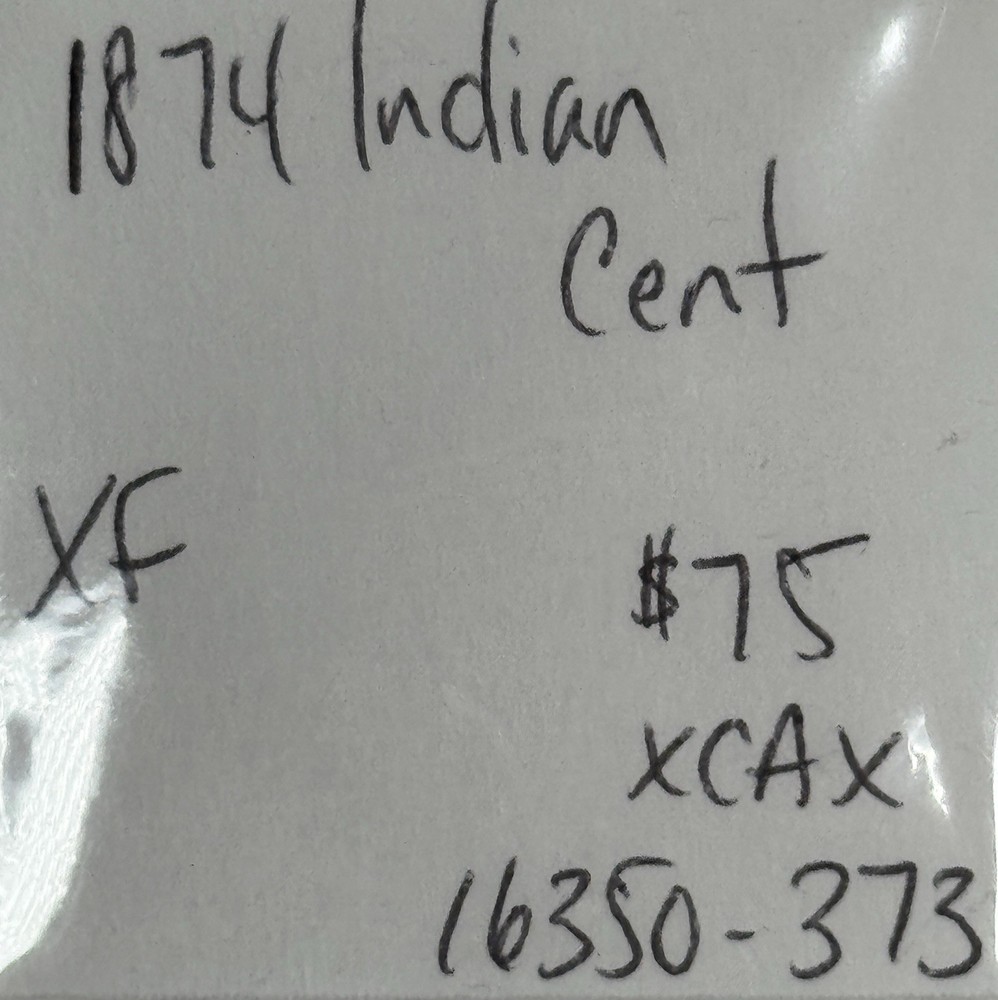 1874 Indian
Cent
XF
$75
XCAX
16350-373